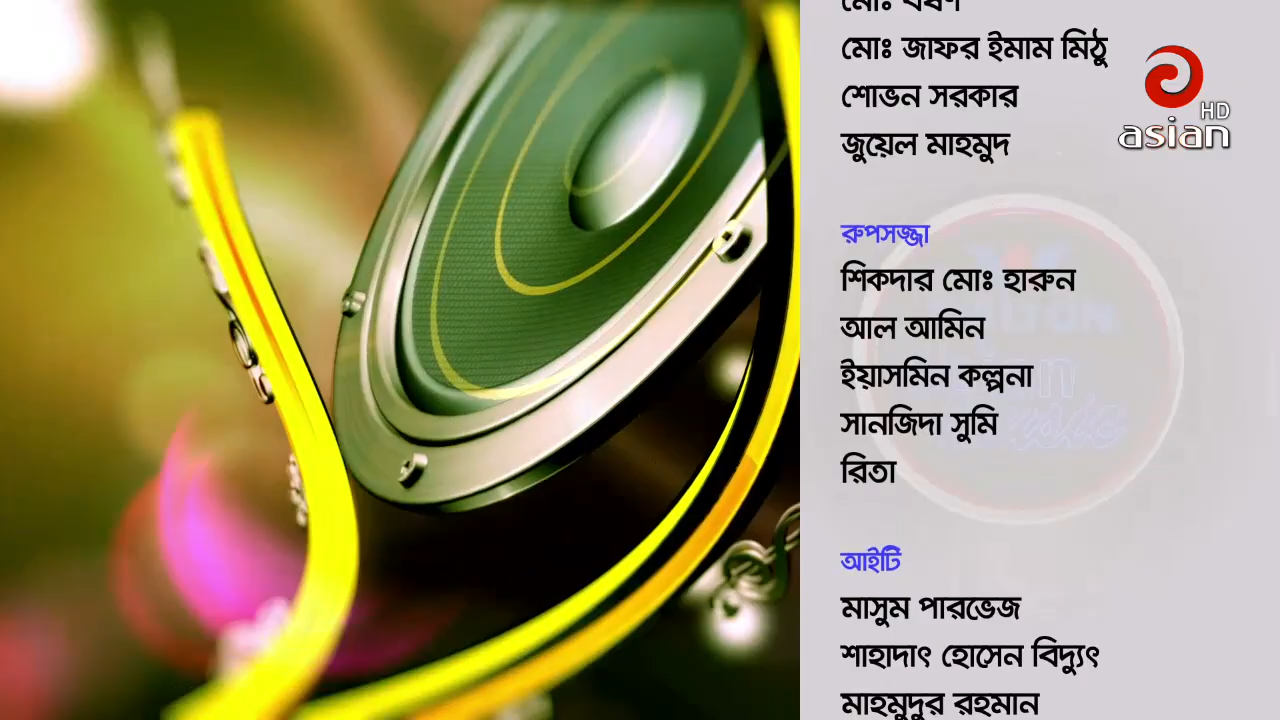 মোঃ জাফর ইমাম মিঠু
শোভন সরকার
জুয়েল মাহমুদ
HD
asian
রুপসজ্জা
শিকদার মোঃ হারুন
আল আমিন
ইয়াসমিন কল্পনা
সানজিদা সুমি
রিতা
আইটি
মাসুম পারভেজ
শাহাদাৎ হোসেন বিদ্যুৎ
মাহমুদুর রহমান